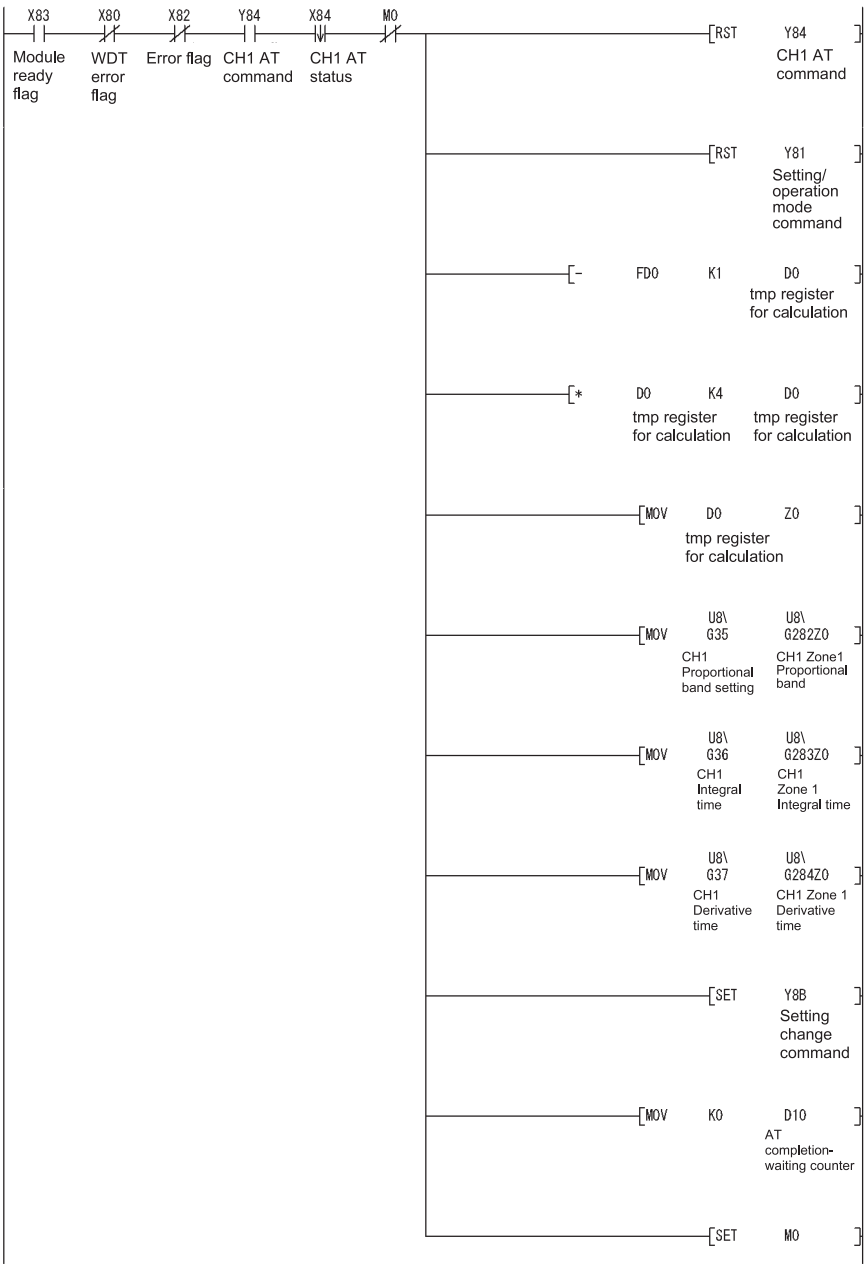 X83 X80 X82 Y84 X84 M0
[RST Y84 ]
Module ready flag
WDT error flag
Error flag
CH1 AT command
CH1 AT status
CH1 AT command
[RST Y81 ]
Setting/
operation
mode
command
[- FD0 K1 D0 ]
tmp register
for calculation
[* D0 K4 D0 ]
tmp register
for calculation
tmp register
for calculation
[MOV D0 Z0 ]
tmp register
for calculation
U8\ U8\
[MOV G35 G282Z0 ]
CH1
Proportional
band setting
CH1 Zone1
Proportional
band
U8\ U8\
[MOV G36 G283Z0 ]
CH1
Integral
time
CH1
Zone 1
Integral time
U8\ U8\
[MOV G37 G284Z0 ]
CH1
Derivative
time
CH1 Zone 1
Derivative
time
[SET Y8B ]
Setting
change
command
[MOV K0 D10 ]
AT
completion-
waiting counter
[SET M0 ]